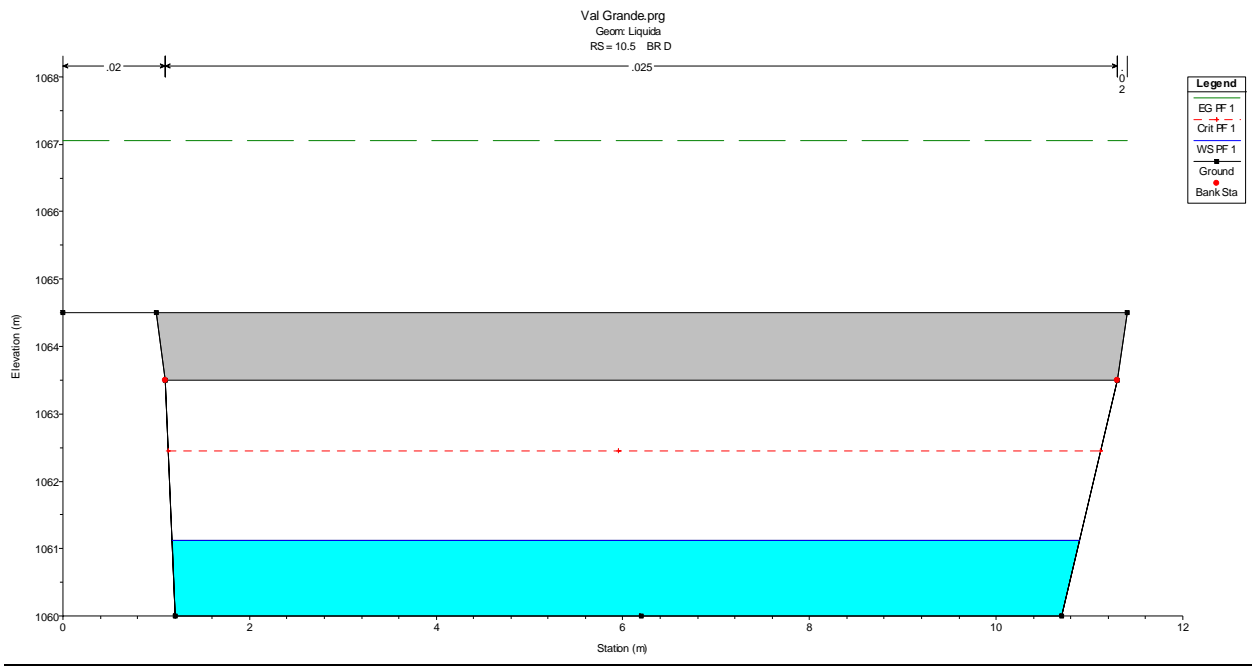 Val Grande.prg
Geom: Liquida
RS = 10.5 BR D
.02
.025
.02
1068
1067
1066
1065
1064
1063
1062
1061
1060
Elevation (m)
0 2 4 6 8 10 12
Station (m)
Legend
EG PF 1
Crit PF 1
WS PF 1
Ground
Bank Sta